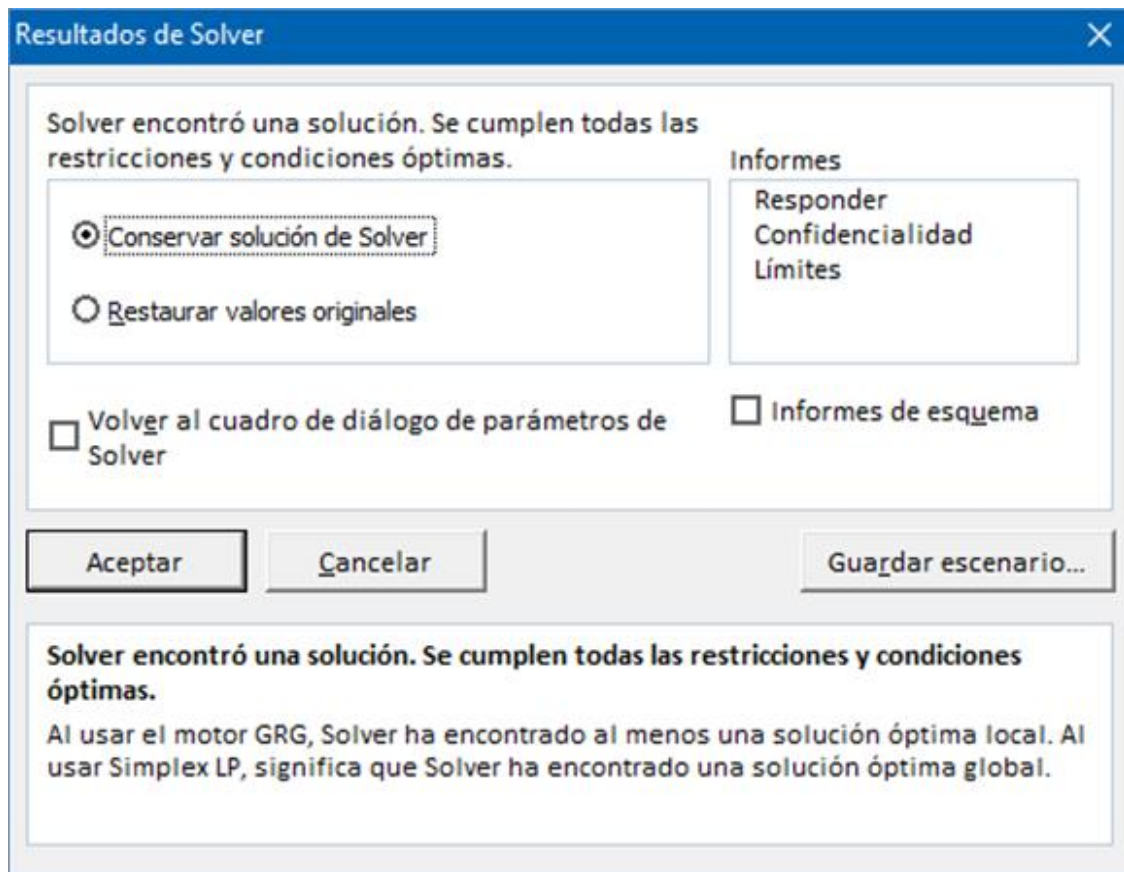 Resultados de Solver
Solver encontró una solución. Se cumplen todas las
restricciones y condiciones óptimas.
Informes
Responder
Confidencialidad
Límites
Conservar solución de Solver
Restaurar valores originales
Volver al cuadro de diálogo de parámetros de
Solver
Informes de esquema
Aceptar
Cancelar
Guardar escenario...
Solver encontró una solución. Se cumplen todas las restricciones y condiciones
óptimas.
Al usar el motor GRG, Solver ha encontrado al menos una solución óptima local. Al
usar Simplex LP, significa que Solver ha encontrado una solución óptima global.